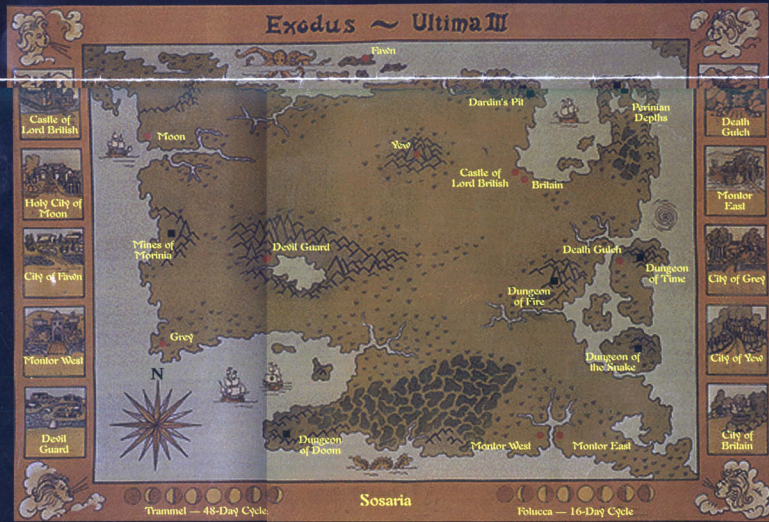 Exodus ~ Ultima III
Fawn
Castle of
Lord British
Dardin's Pit
Perinian
Depths
Death
Gulch
Moon
Yew
Castle of
Lord British
Britain
Holy City of
Moon
Montor
East
Mines of
Morinia
Devil Guard
Death Gulch
Dungeon
of Time
City of Fawn
City of Grey
Dungeon
of Fire
Grey
Dungeon of
the Snake
Montor West
City of Yew
N
Devil
Guard
Dungeon
of Doom
Montor West
Montor East
City of
Britain
Trammel — 48-Day Cycle
Sosaria
Folucca — 16-Day Cycle